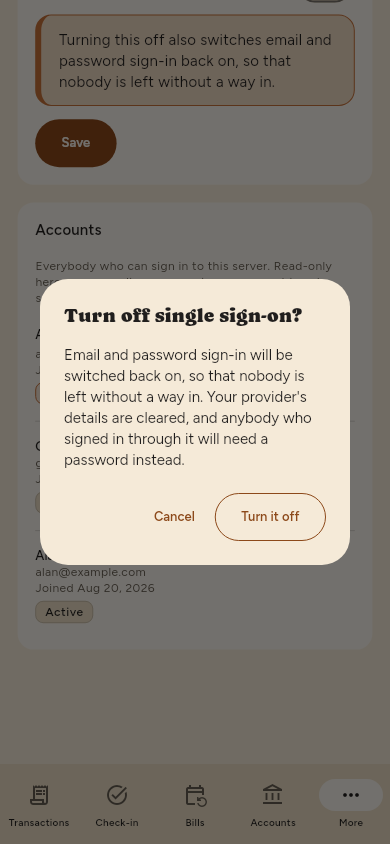 Turning this off also switches email and
password sign-in back on, so that
nobody is left without a way in.
Save
Accounts
Everybody who can sign in to this server. Read-only
Turn off single sign-on?
Email and password sign-in will be
switched back on, so that nobody is
left without a way in. Your provider's
details are cleared, and anybody who
signed in through it will need a
password instead.
Cancel
Turn it off
alan@example.com
Joined Aug 20, 2026
Active
Transactions
Check-in
Bills
Accounts
More